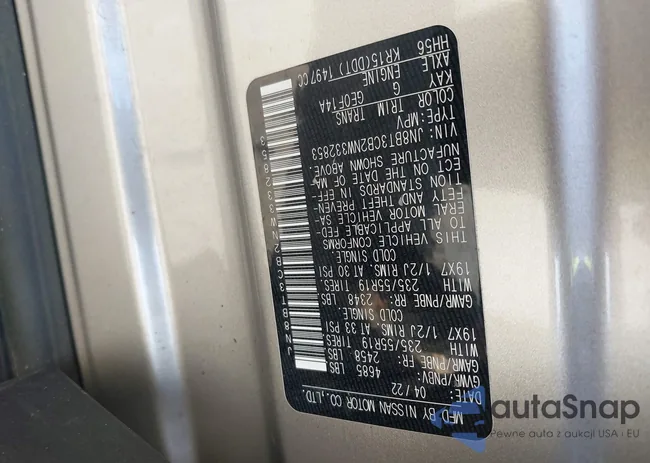 MFD BY NISSAN MOTOR CO.,LTD.
DATE: 04/22
GVWR/PNBV: 4685 LBS
GAWR/PNBE FR: 2458 LBS
WITH 235/55R19 TIRES.
19X7 1/2J RIMS AT 33 PSI
COLD SINGLE.
GAWR/PNBE RR: 2348 LBS.
WITH 235/55R19 TIRES.
19X7 1/2J RIMS AT 30 PSI
COLD SINGLE.
THIS VEHICLE CONFORMS
TO ALL APPLICABLE FED-
ERAL MOTOR VEHICLE SA-
FETY AND THEFT PREVEN-
TION STANDARDS IN EFF-
ECT ON THE DATE OF MA-
NUFACTURE SHOWN ABOVE.
VIN: JN8BT3CB2NW332853
TYPE: MPV
COLOR TRIM TRANS
KAY G GE0F14A
AXLE ENGINE
HH56 KR15(DDT) 1497CC
JN8BT3CB2NW332853
autaSnap
Pewne auta z aukcji USA i EU